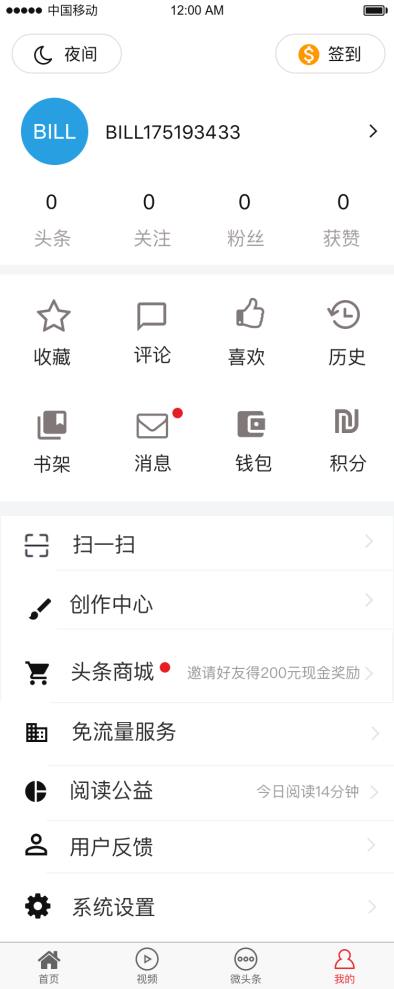 中国移动 12:00 AM
夜间 签到
BILL BILL175193433
0 0 0 0
头条 关注 粉丝 获赞
收藏 评论 喜欢 历史
书架 消息 钱包 积分
扫一扫
创作中心
头条商城 邀请好友得200元现金奖励
免流量服务
阅读公益 今日阅读14分钟
用户反馈
系统设置
首页 视频 微头条 我的